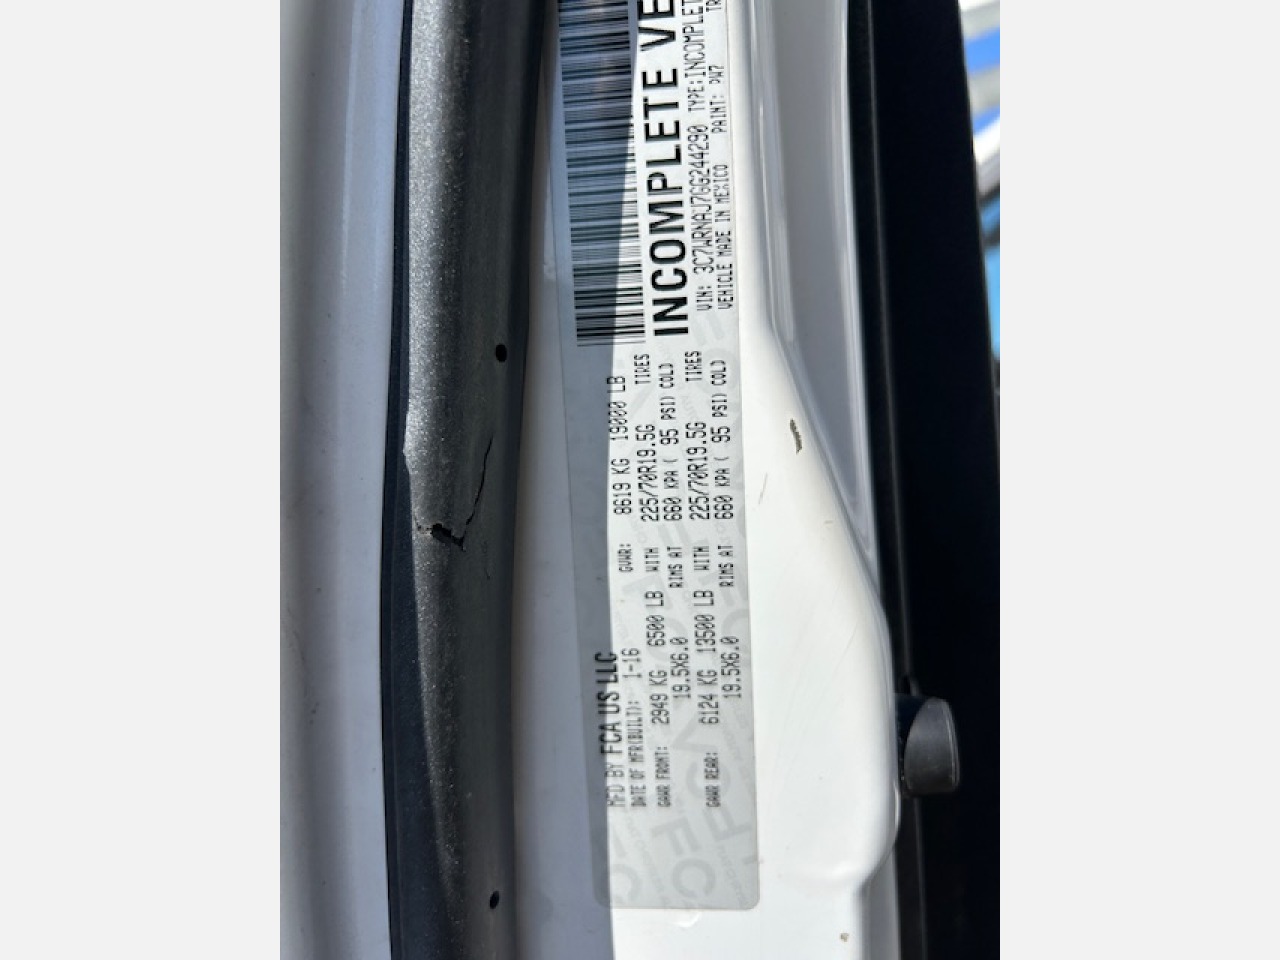 MFD BY FCA US LLC
DATE OF MFR(BUILT): 1-16 GVWR: 8619 KG 19000 LB
GAWR FRONT: 2949 KG 6500 LB WITH 225/70R19.5G TIRES
19.5X6.0 RIMS AT 660 KPA ( 95 PSI) COLD
GAWR REAR: 6124 KG 13500 LB WITH 225/70R19.5G TIRES
19.5X6.0 RIMS AT 660 KPA ( 95 PSI) COLD
INCOMPLETE VE
VIN: 3C7WRNAJ7GG244290 TYPE:INCOMPLET
VEHICLE MADE IN MEXICO PAINT: PW7 TR